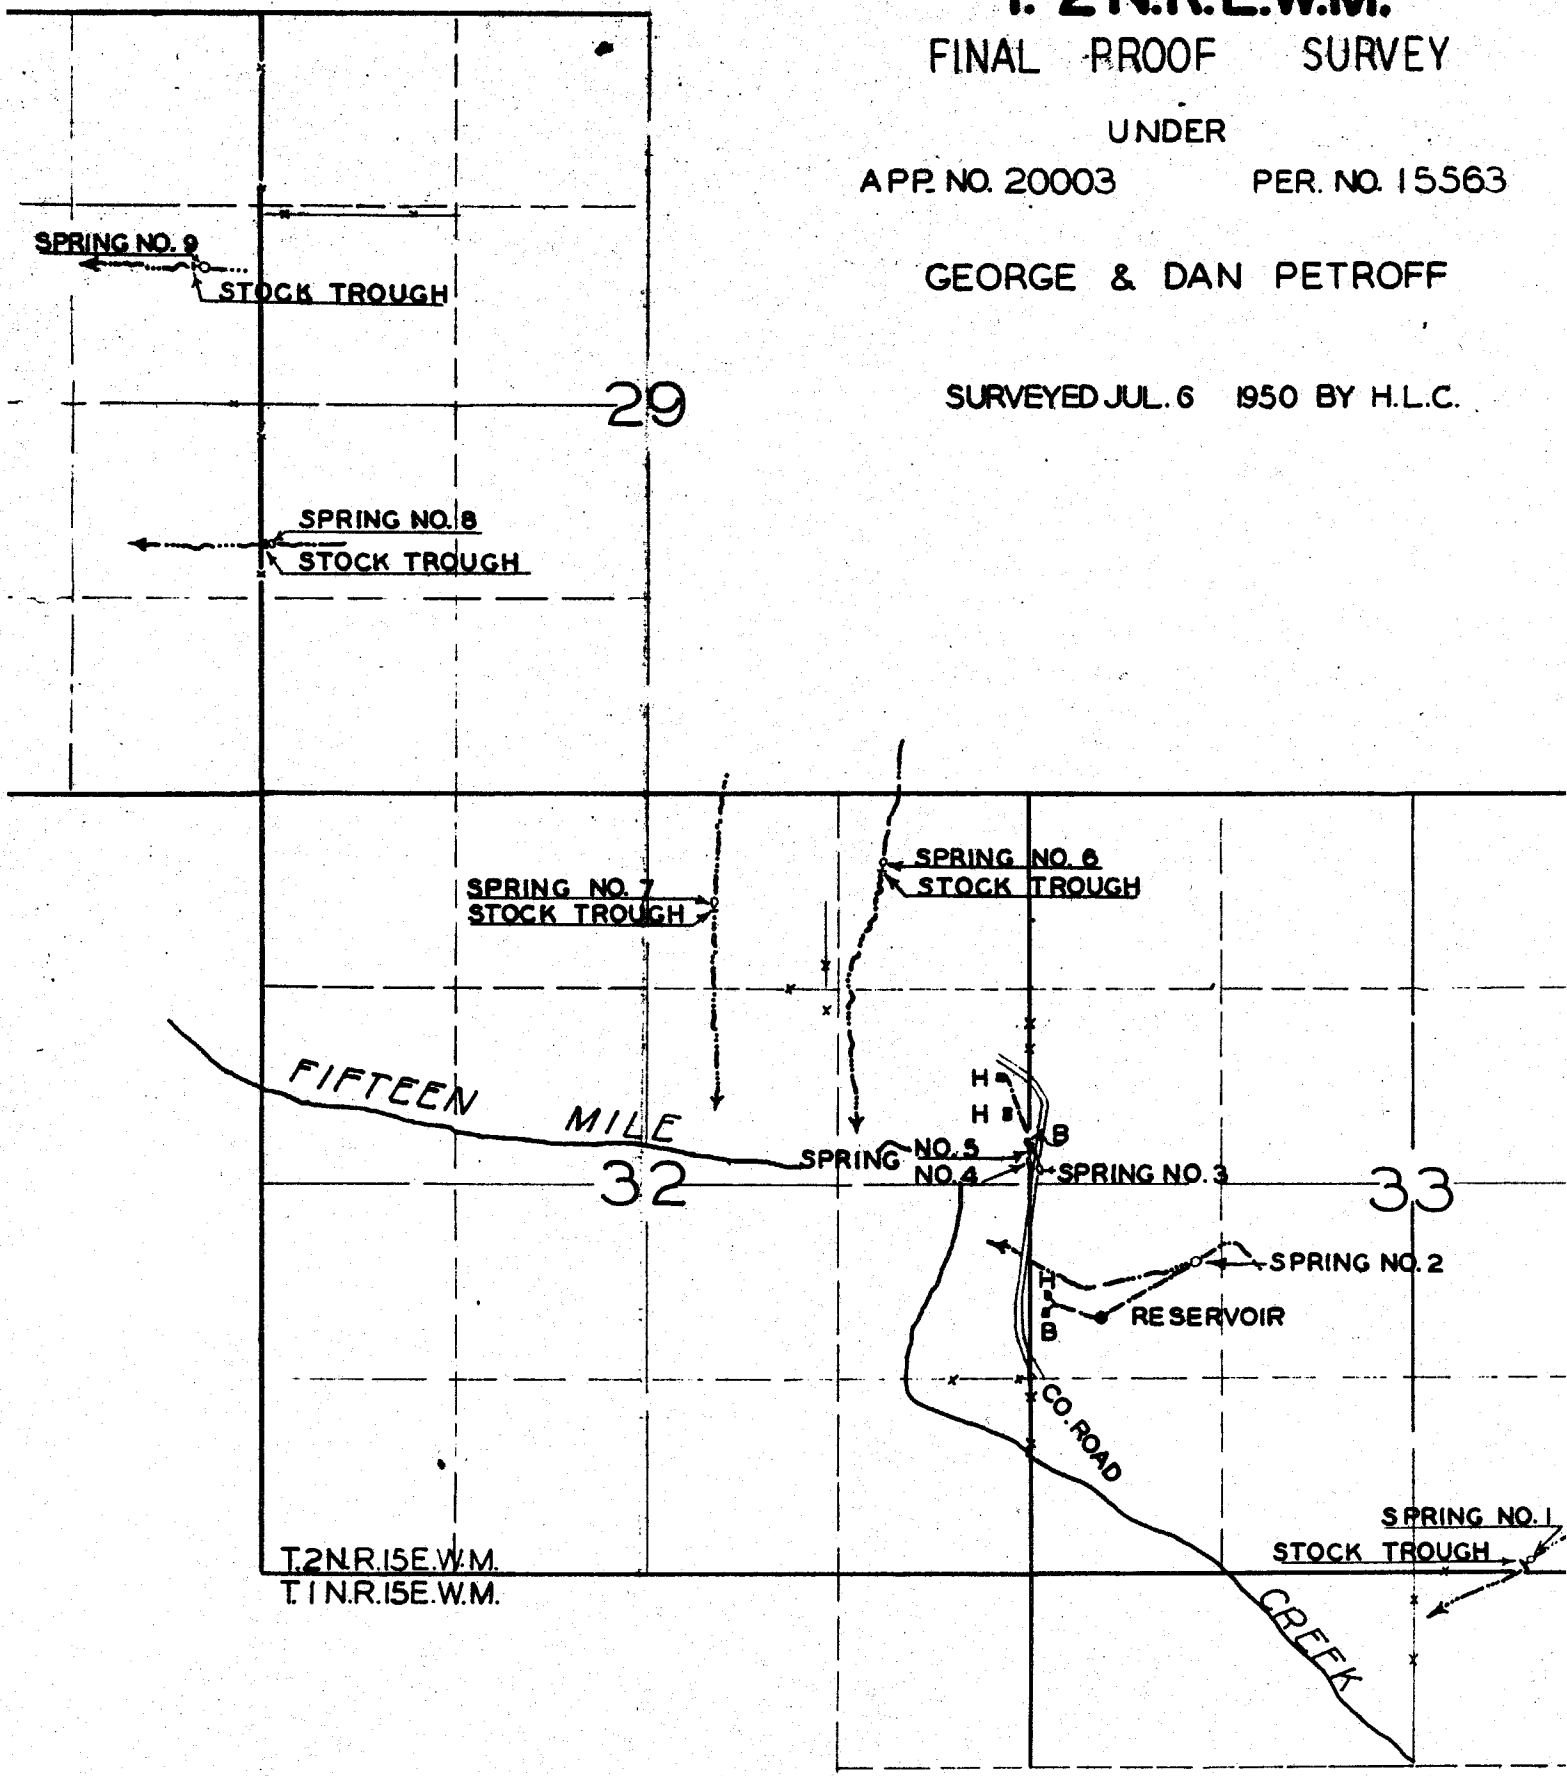 FINAL PROOF SURVEY
UNDER
APP. NO. 20003 PER. NO. 15563
GEORGE & DAN PETROFF
SURVEYED JUL. 6 1950 BY H.L.C.
SPRING NO. 9
STOCK TROUGH
29
SPRING NO. 8
STOCK TROUGH
SPRING NO. 6
STOCK TROUGH
SPRING NO. 7
STOCK TROUGH
FIFTEEN MILE
H
H
B
SPRING NO. 5
NO. 4
SPRING NO. 3
32
33
SPRING NO. 2
H
RESERVOIR
B
CO. ROAD
SPRING NO. 1
STOCK TROUGH
T.2N.R.15E.W.M.
T.1N.R.15E.W.M.
CREEK